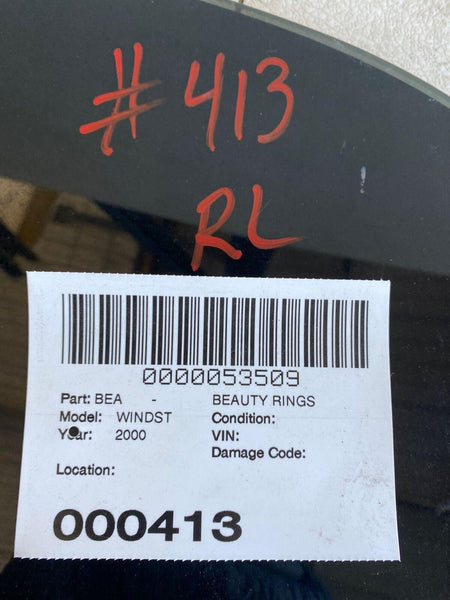 #413
RL
0000053509
Part: BEA - BEAUTY RINGS
Model: WINDST Condition:
Year: 2000 VIN:
Damage Code:
Location:
000413